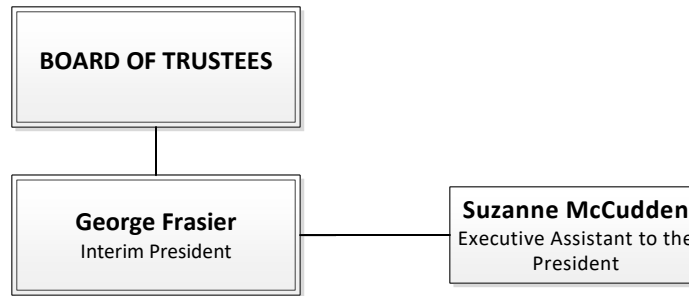 BOARD OF TRUSTEES
George Frasier
Interim President
Suzanne McCudden
Executive Assistant to the
President